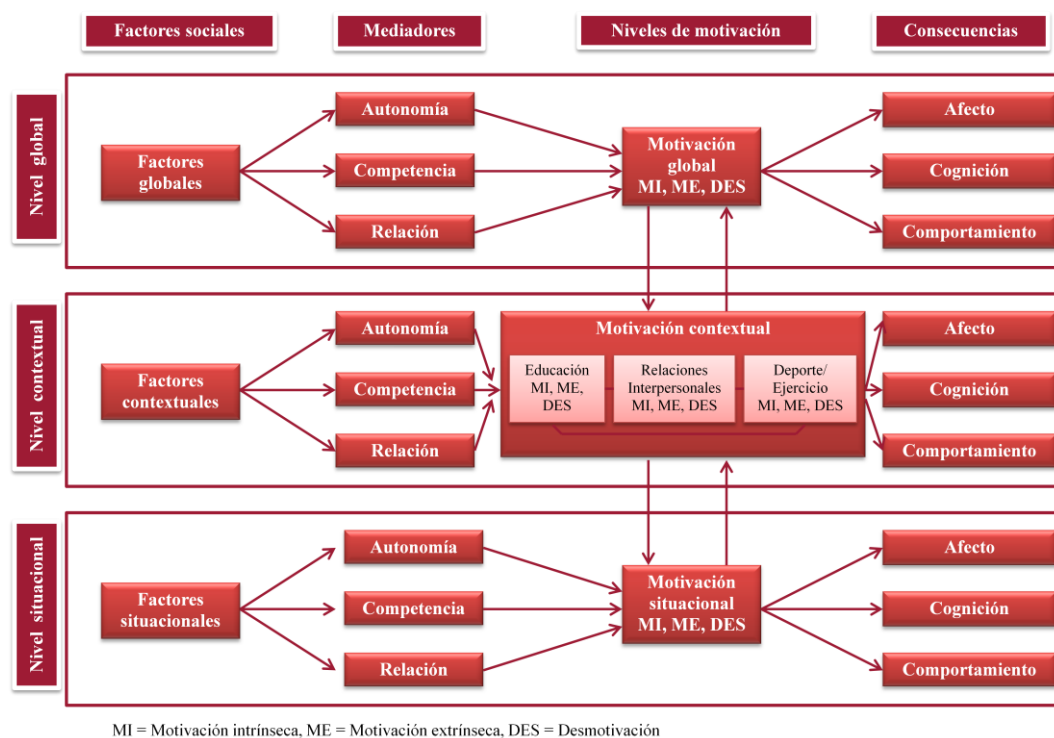 Factores sociales
Mediadores
Niveles de motivación
Consecuencias
Nivel global
Factores
globales
Autonomía
Competencia
Relación
Motivación
global
MI, ME, DES
Afecto
Cognición
Comportamiento
Nivel contextual
Factores
contextuales
Autonomía
Competencia
Relación
Motivación contextual
Educación
MI, ME,
DES
Relaciones
Interpersonales
MI, ME, DES
Deporte/
Ejercicio
MI, ME, DES
Afecto
Cognición
Comportamiento
Nivel situacional
Factores
situacionales
Autonomía
Competencia
Relación
Motivación
situacional
MI, ME, DES
Afecto
Cognición
Comportamiento
MI = Motivación intrínseca, ME = Motivación extrínseca, DES = Desmotivación